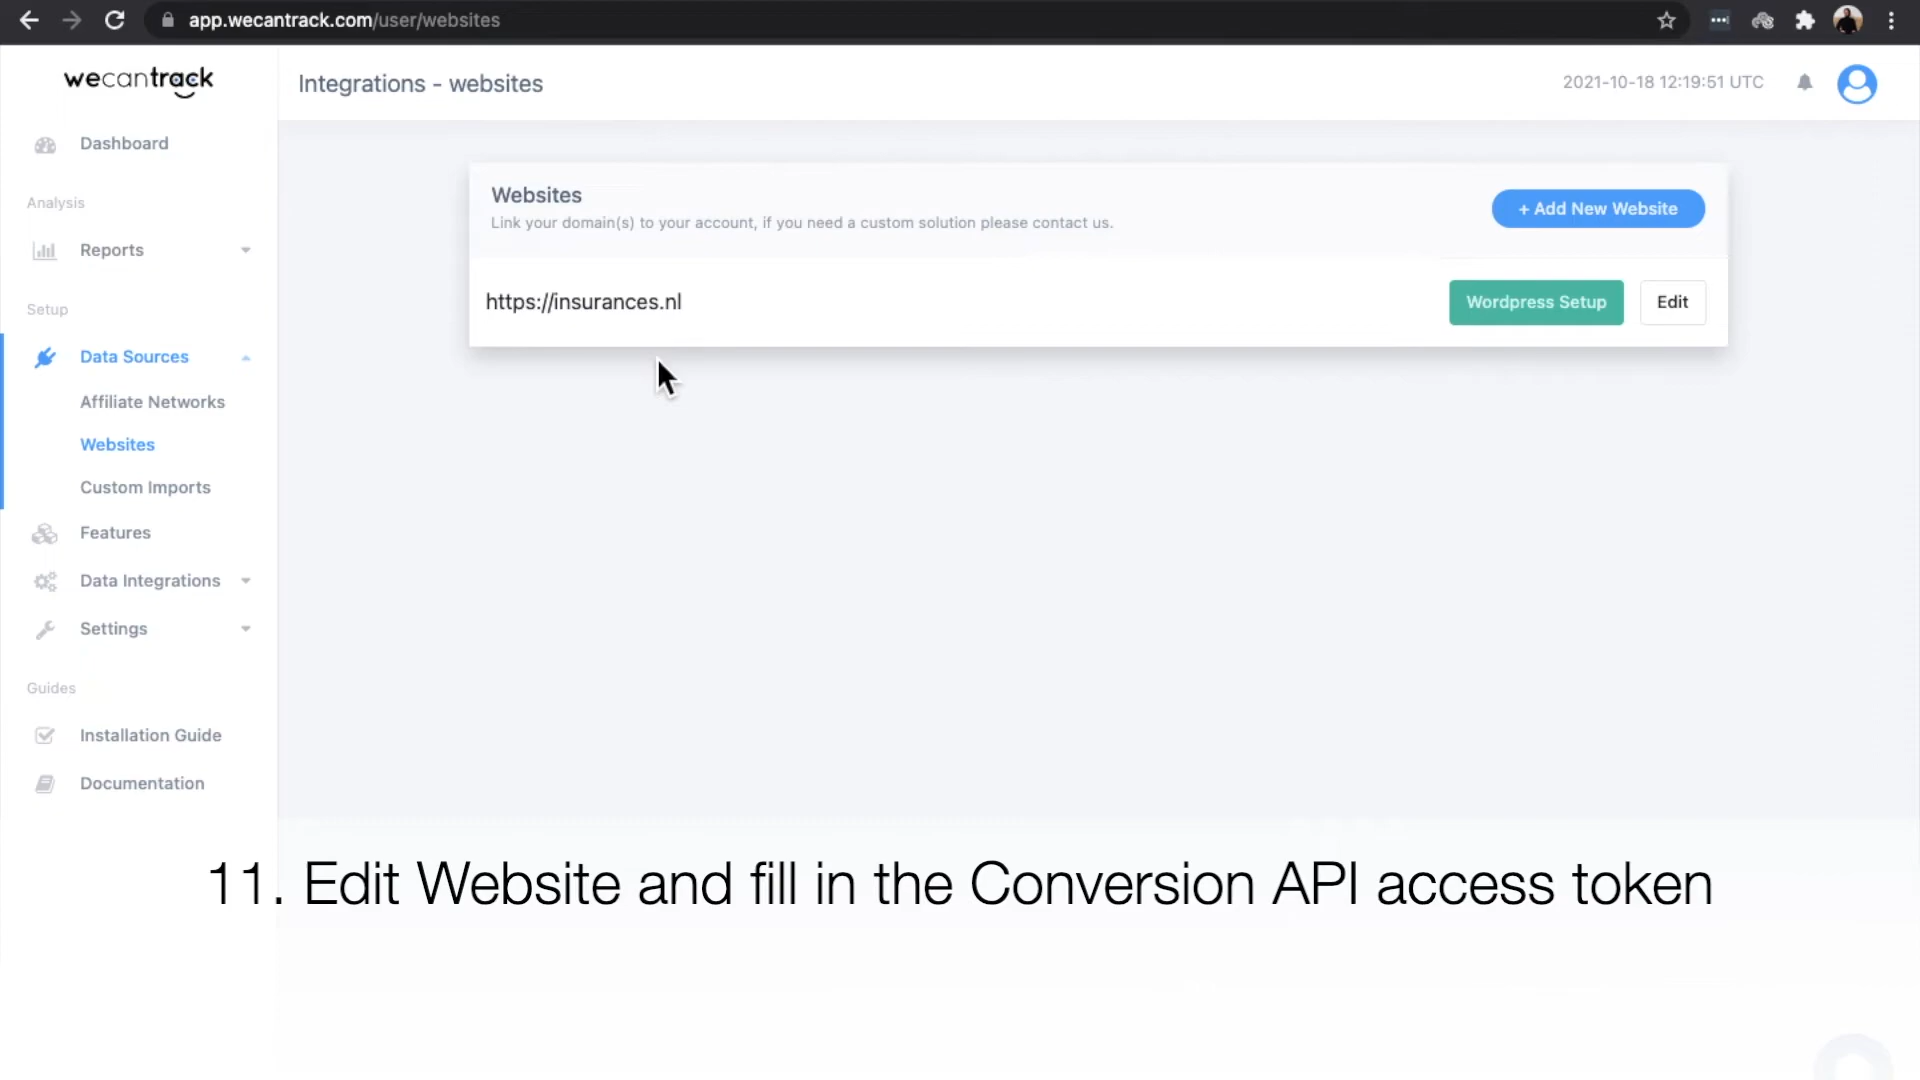 app.wecantrack.com/user/websites
wecantrack
Integrations - websites
2021-10-18 12:19:51 UTC
Dashboard
Analysis
Reports
Setup
Data Sources
Affiliate Networks
Websites
Custom Imports
Features
Data Integrations
Settings
Guides
Installation Guide
Documentation
Websites
Link your domain(s) to your account, if you need a custom solution please contact us.
+ Add New Website
https://insurances.nl
Wordpress Setup
Edit
11. Edit Website and fill in the Conversion API access token